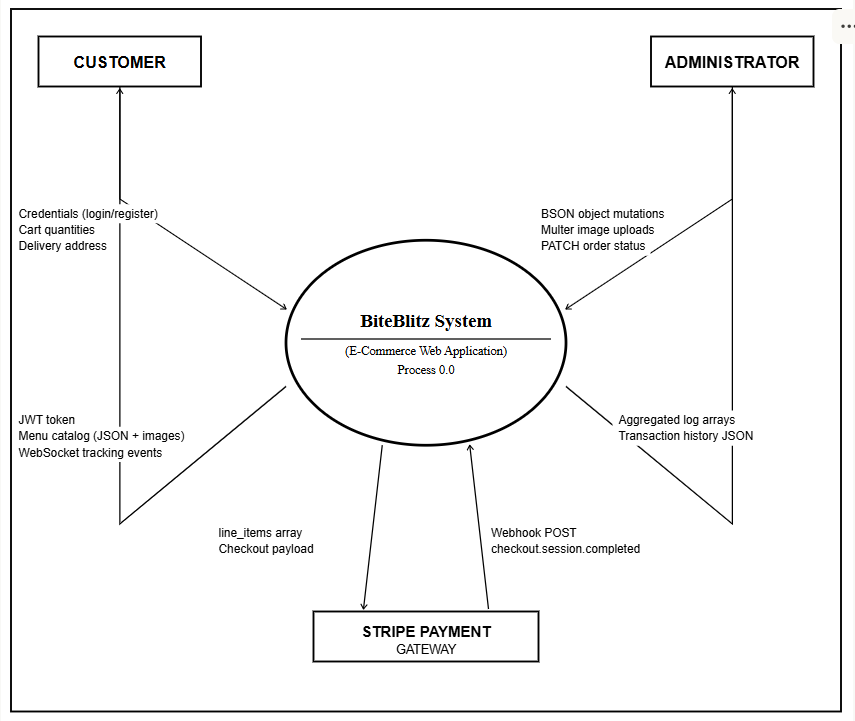 CUSTOMER
ADMINISTRATOR
Credentials (login/register)
Cart quantities
Delivery address
BSON object mutations
Multer image uploads
PATCH order status
BiteBlitz System
(E-Commerce Web Application)
Process 0.0
JWT token
Menu catalog (JSON + images)
WebSocket tracking events
Aggregated log arrays
Transaction history JSON
line_items array
Checkout payload
Webhook POST
checkout.session.completed
STRIPE PAYMENT
GATEWAY